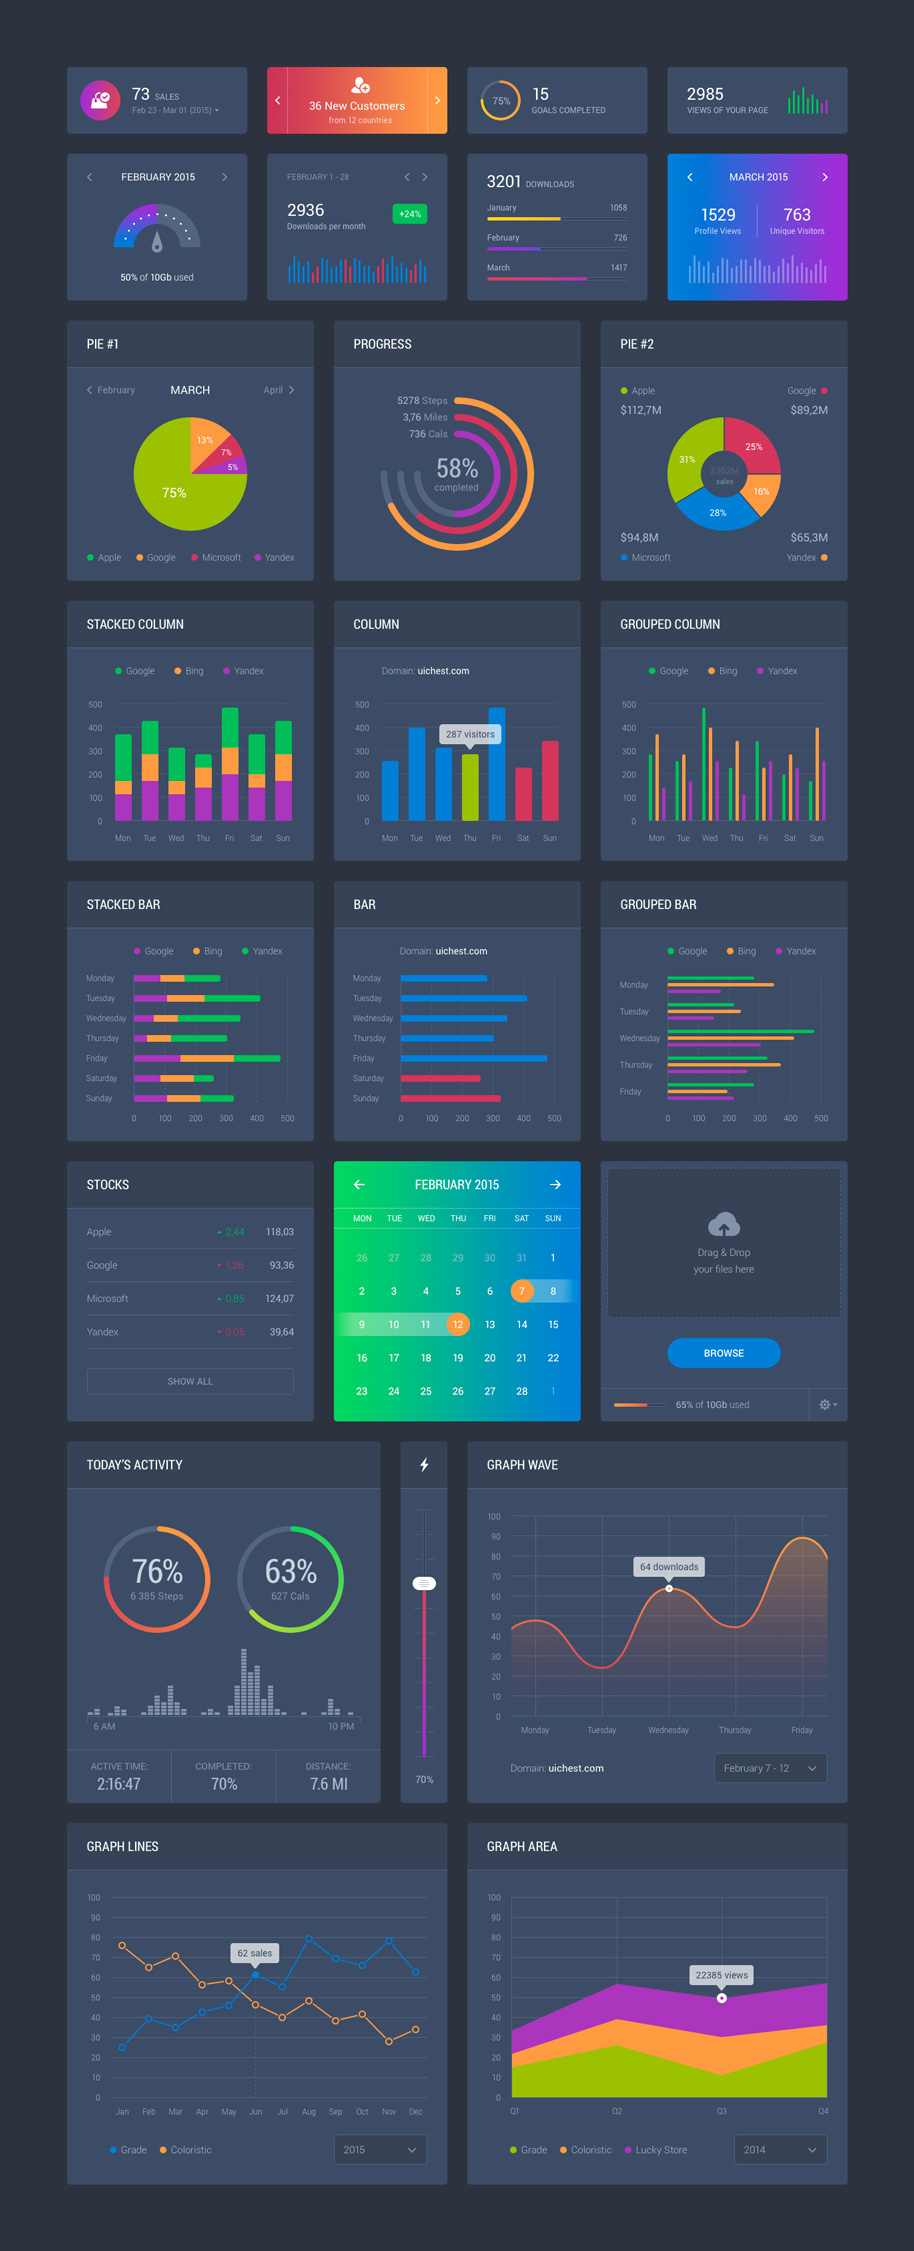 73 SALES
Feb 23 - Mar 01 (2015)
36 New Customers
from 12 countries
75%
15
GOALS COMPLETED
2985
VIEWS OF YOUR PAGE
FEBRUARY 2015
50% of 10Gb used
FEBRUARY 1 - 28
2936
Downloads per month
+24%
3201 DOWNLOADS
January 1058
February 726
March 1417
MARCH 2015
1529 763
Profile Views Unique Visitors
PIE #1
February MARCH April
13%
7%
5%
75%
Apple Google Microsoft Yandex
PROGRESS
5278 Steps
3,76 Miles
736 Cals
58%
completed
PIE #2
Apple Google
$112,7M $89,2M
31% 25%
$362M
sales
16%
28%
$94,8M $65,3M
Microsoft Yandex
STACKED COLUMN
Google Bing Yandex
500
400
300
200
100
0
Mon Tue Wed Thu Fri Sat Sun
COLUMN
Domain: uichest.com
500
400
287 visitors
300
200
100
0
Mon Tue Wed Thu Fri Sat Sun
GROUPED COLUMN
Google Bing Yandex
500
400
300
200
100
0
Mon Tue Wed Thu Fri Sat Sun
STACKED BAR
Google Bing Yandex
Monday
Tuesday
Wednesday
Thursday
Friday
Saturday
Sunday
0 100 200 300 400 500
BAR
Domain: uichest.com
Monday
Tuesday
Wednesday
Thursday
Friday
Saturday
Sunday
0 100 200 300 400 500
GROUPED BAR
Google Bing Yandex
Monday
Tuesday
Wednesday
Thursday
Friday
0 100 200 300 400 500
STOCKS
Apple 2,44 118,03
Google 1,26 93,36
Microsoft 0,85 124,07
Yandex 0,05 39,64
SHOW ALL
FEBRUARY 2015
MON TUE WED THU FRI SAT SUN
26 27 28 29 30 31 1
2 3 4 5 6 7 8
9 10 11 12 13 14 15
16 17 18 19 20 21 22
23 24 25 26 27 28 1
Drag & Drop
your files here
BROWSE
65% of 10Gb used
TODAY'S ACTIVITY
76%
6 385 Steps
63%
627 Cals
6 AM 10 PM
ACTIVE TIME: COMPLETED: DISTANCE:
2:16:47 70% 7.6 MI
70%
GRAPH WAVE
100
90
80
64 downloads
70
60
50
40
30
20
10
0
Monday Tuesday Wednesday Thursday Friday
Domain: uichest.com February 7 - 12
GRAPH LINES
100
90
80
62 sales
70
60
50
40
30
20
10
0
Jan Feb Mar Apr May Jun Jul Aug Sep Oct Nov Dec
Grade Coloristic 2015
GRAPH AREA
100
90
80
70
22385 views
60
50
40
30
20
10
0
Q1 Q2 Q3 Q4
Grade Coloristic Lucky Store 2014